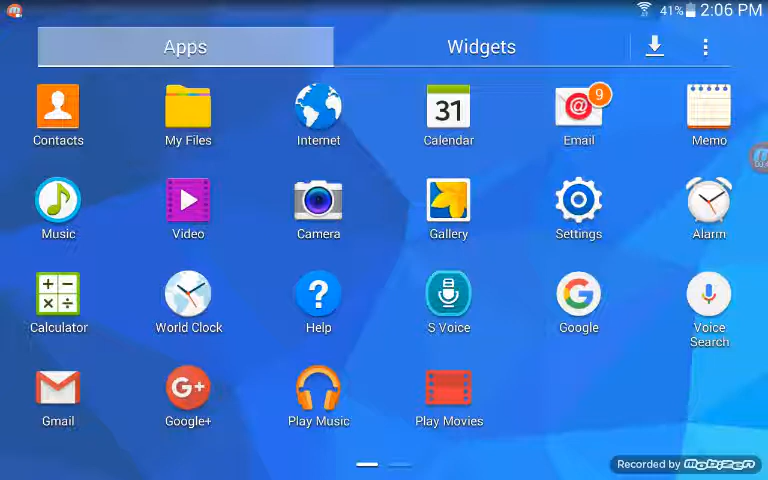 41% 2:06 PM
Apps Widgets
31 @ 9
Contacts My Files Internet Calendar Email Memo
Music Video Camera Gallery Settings Alarm
+ − × ÷ ? G
Calculator World Clock Help S Voice Google Voice Search
M G+
Gmail Google+ Play Music Play Movies
Recorded by mobizen